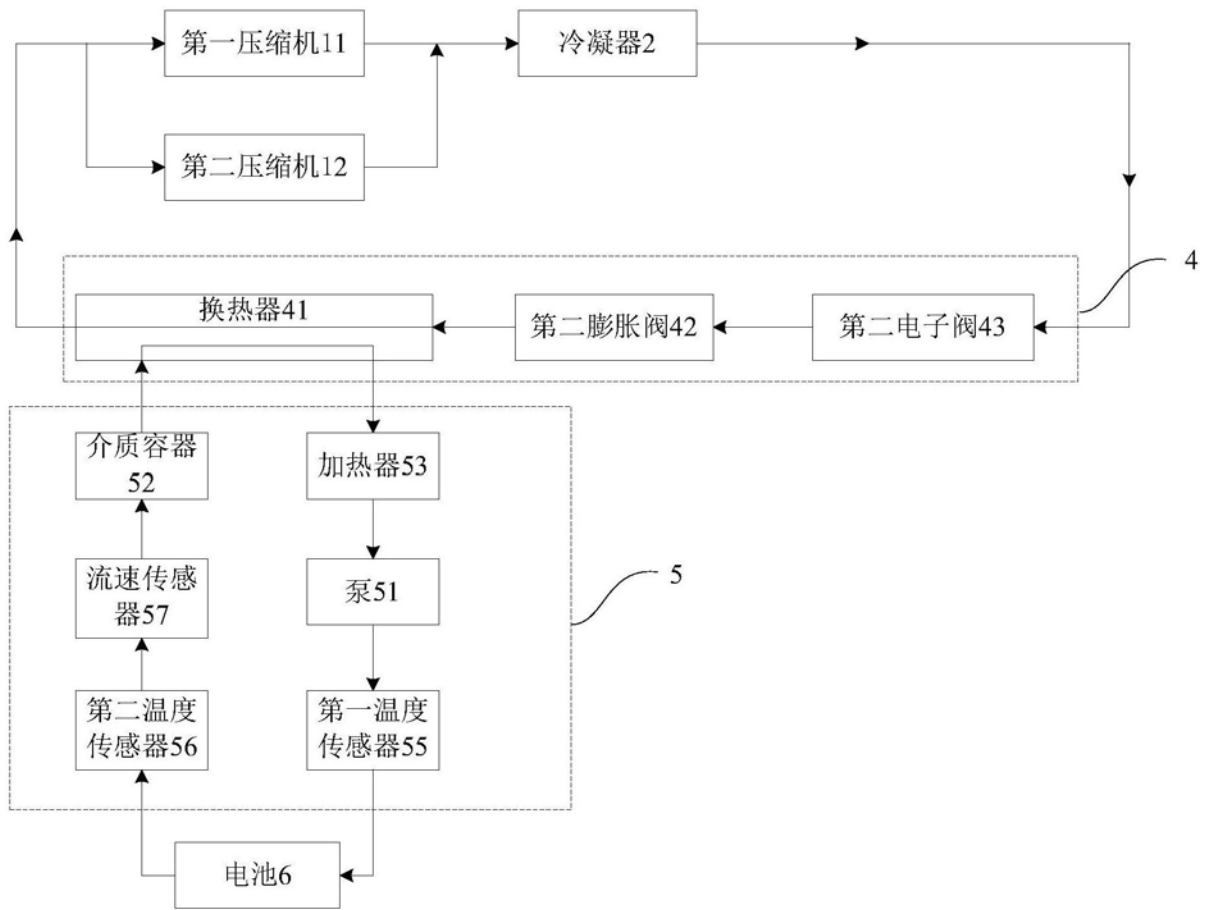 第一压缩机11
冷凝器2
第二压缩机12
4
换热器41
第二膨胀阀42
第二电子阀43
介质容器
52
加热器53
流速传感
器57
泵51
5
第二温度
传感器56
第一温度
传感器55
电池6